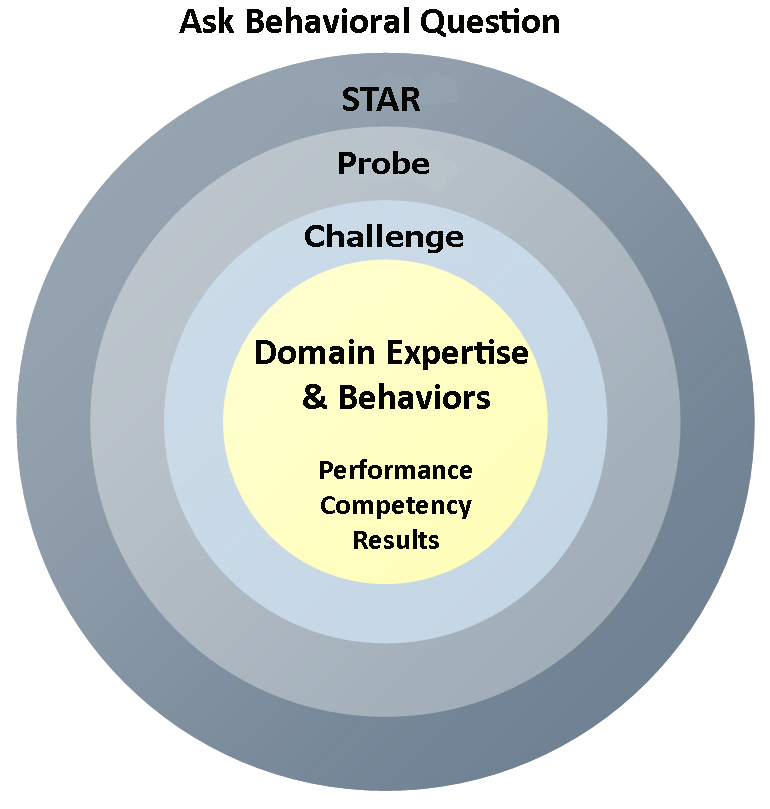 Ask Behavioral Question
STAR
Probe
Challenge
Domain Expertise
& Behaviors
Performance
Competency
Results